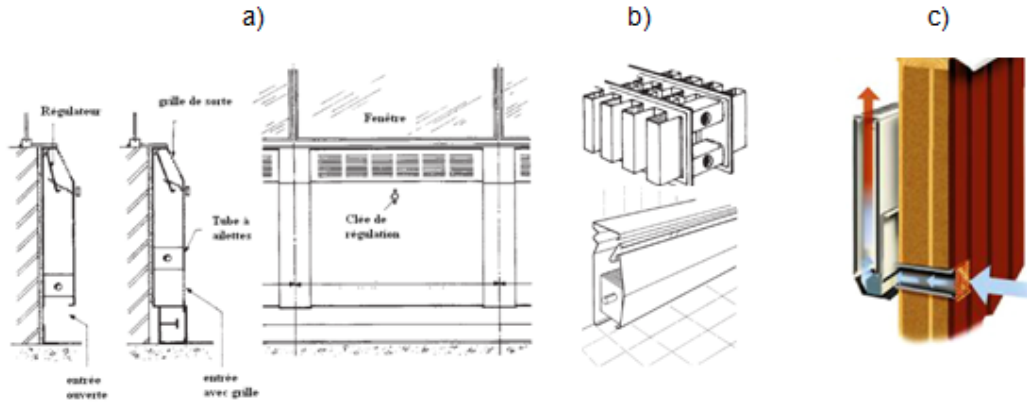 a)
b)
c)
Régulateur
grille de sorte
Fenêtre
Clée de
régulation
Tube à
ailettes
entrée
ouverte
entrée
avec grille